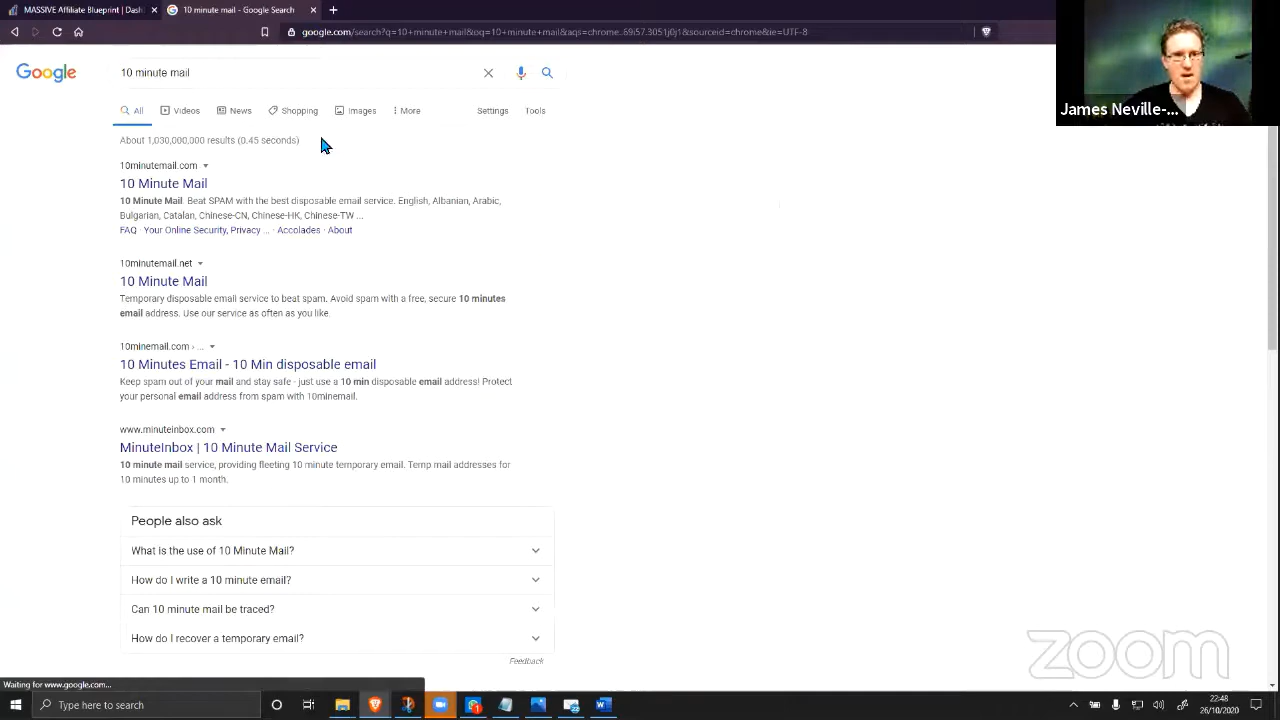 MASSIVE Affiliate Blueprint | Das
10 minute mail - Google Search
google.com/search?q=10+minute+mail&oq=10+minute+mail&aqs=chrome..69i57.3051j0j1&sourceid=chrome&ie=UTF-8
James Neville-...
Google
10 minute mail
All
Videos
News
Shopping
Images
More
Settings
Tools
About 1,030,000,000 results (0.45 seconds)
10minutemail.com
10 Minute Mail
10 Minute Mail. Beat SPAM with the best disposable email service. English, Albanian, Arabic,
Bulgarian, Catalan, Chinese-CN, Chinese-HK, Chinese-TW ...
FAQ · Your Online Security, Privacy ... · Accolades · About
10minutemail.net
10 Minute Mail
Temporary disposable email service to beat spam. Avoid spam with a free, secure 10 minutes
email address. Use our service as often as you like.
10minemail.com › ...
10 Minutes Email - 10 Min disposable email
Keep spam out of your mail and stay safe - just use a 10 min disposable email address! Protect
your personal email address from spam with 10minemail.
www.minuteinbox.com
MinuteInbox | 10 Minute Mail Service
10 minute mail service, providing fleeting 10 minute temporary email. Temp mail addresses for
10 minutes up to 1 month.
People also ask
What is the use of 10 Minute Mail?
How do I write a 10 minute email?
Can 10 minute mail be traced?
How do I recover a temporary email?
Feedback
zoom
Waiting for www.google.com...
Type here to search
22:48
26/10/2020